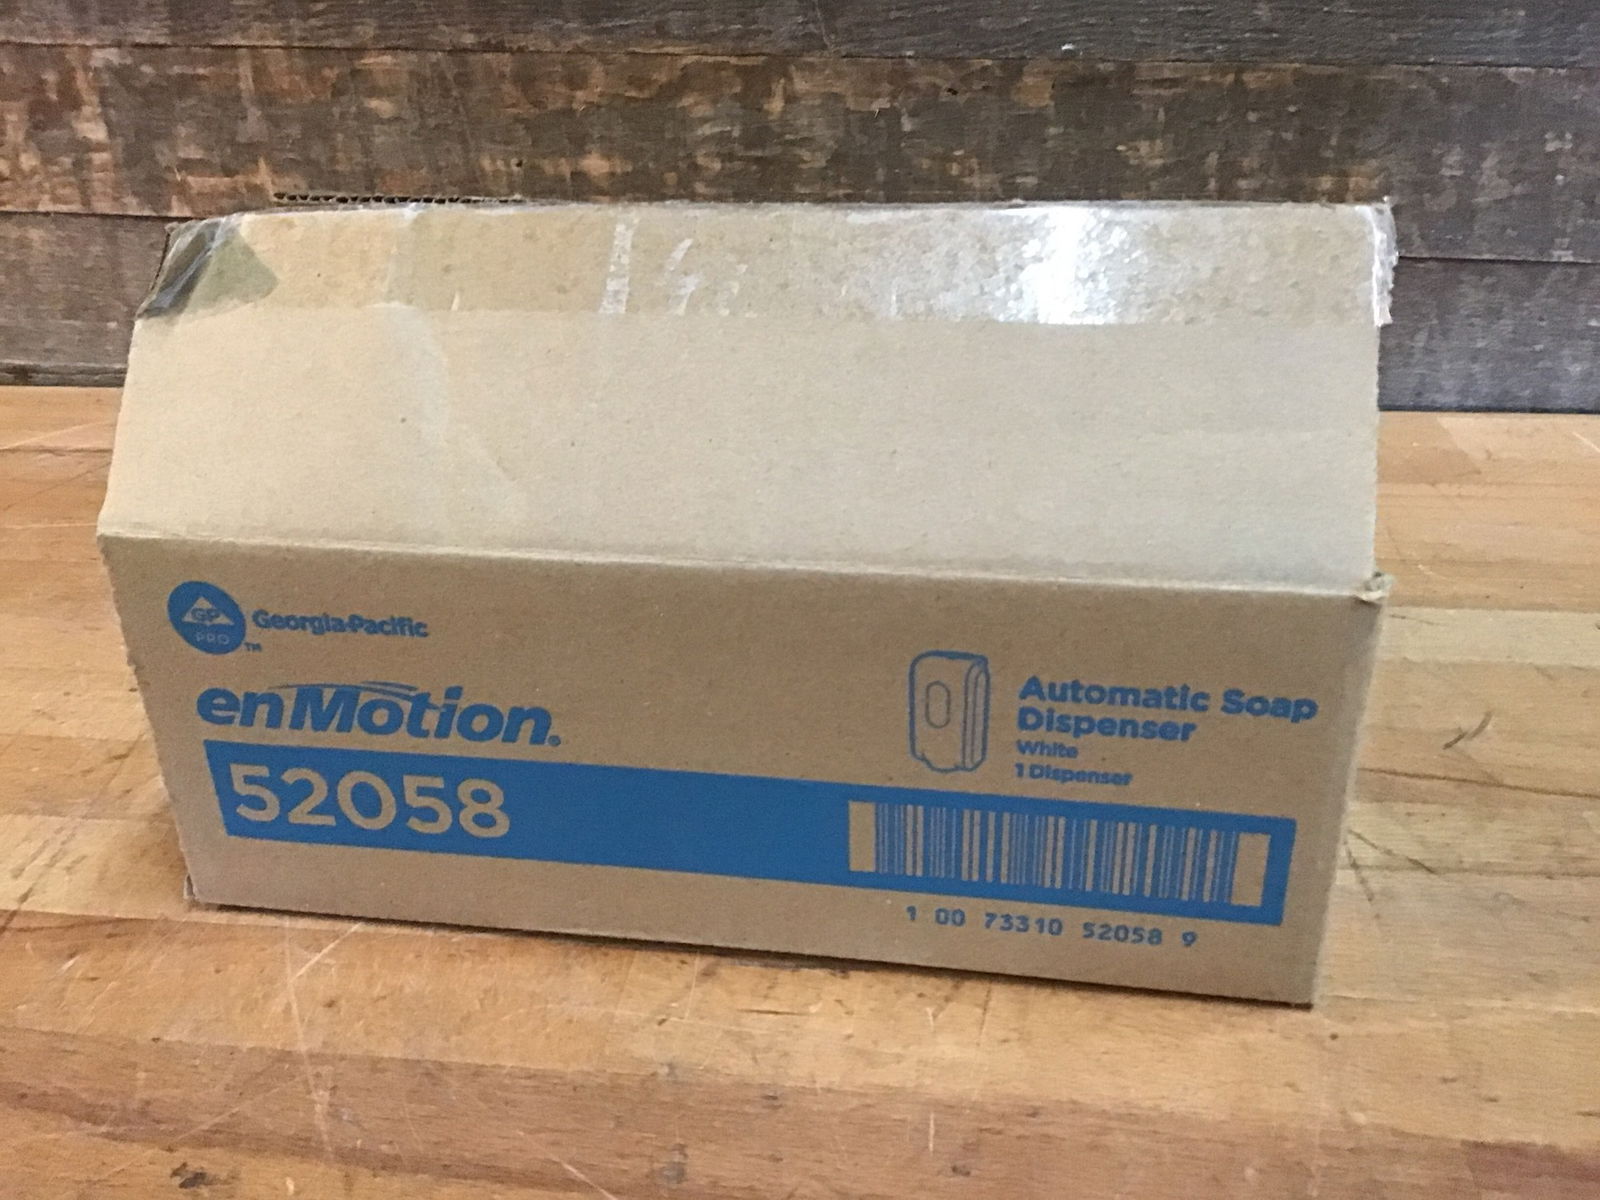 GP
PRO
TM
Georgia-Pacific
enMotion®
52058
Automatic Soap
Dispenser
White
1 Dispenser
1 00 73310 52058 9